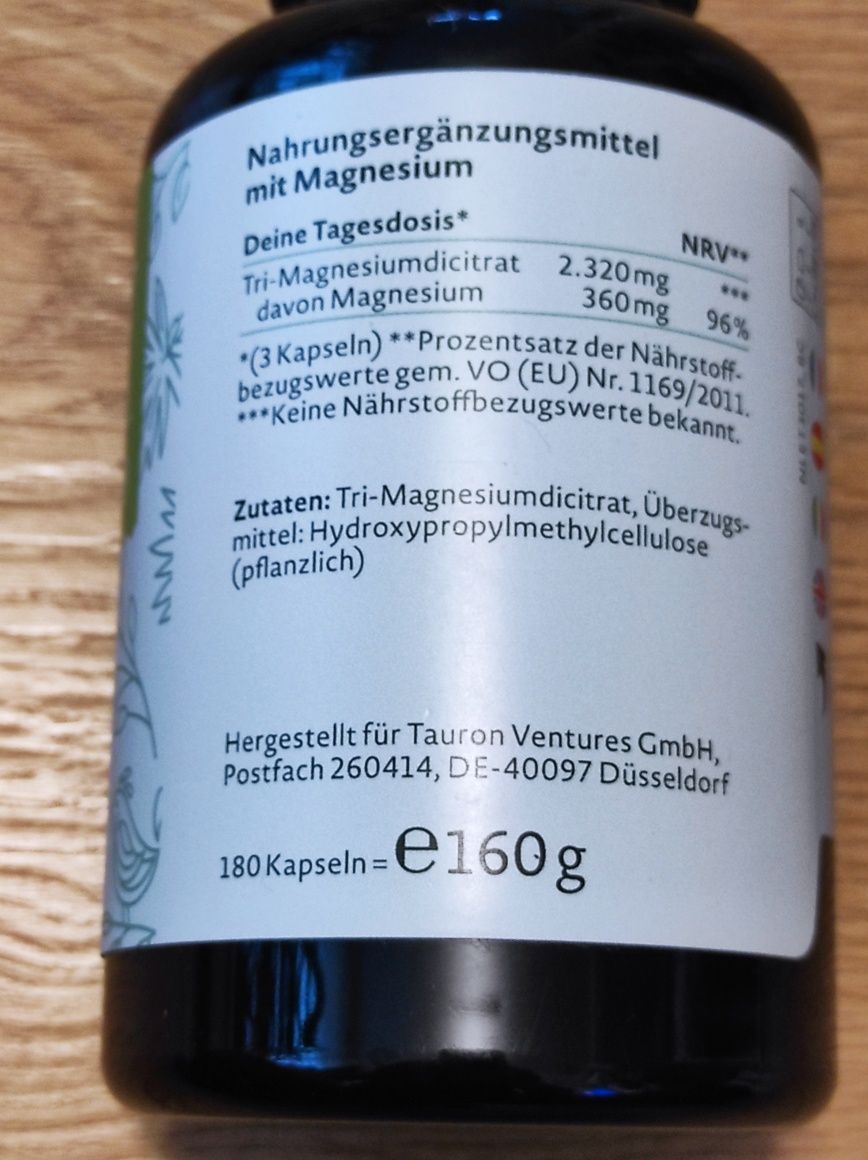 Nahrungsergänzungsmittel
mit Magnesium
Deine Tagesdosis*
NRV**
Tri-Magnesiumdicitrat 2.320 mg ***
davon Magnesium 360 mg 96%
*(3 Kapseln) **Prozentsatz der Nährstoff-
bezugswerte gem. VO (EU) Nr. 1169/2011.
***Keine Nährstoffbezugswerte bekannt.
Zutaten: Tri-Magnesiumdicitrat, Überzugs-
mittel: Hydroxypropylmethylcellulose
(pflanzlich)
Hergestellt für Tauron Ventures GmbH,
Postfach 260414, DE-40097 Düsseldorf
180 Kapseln = ℮160 g